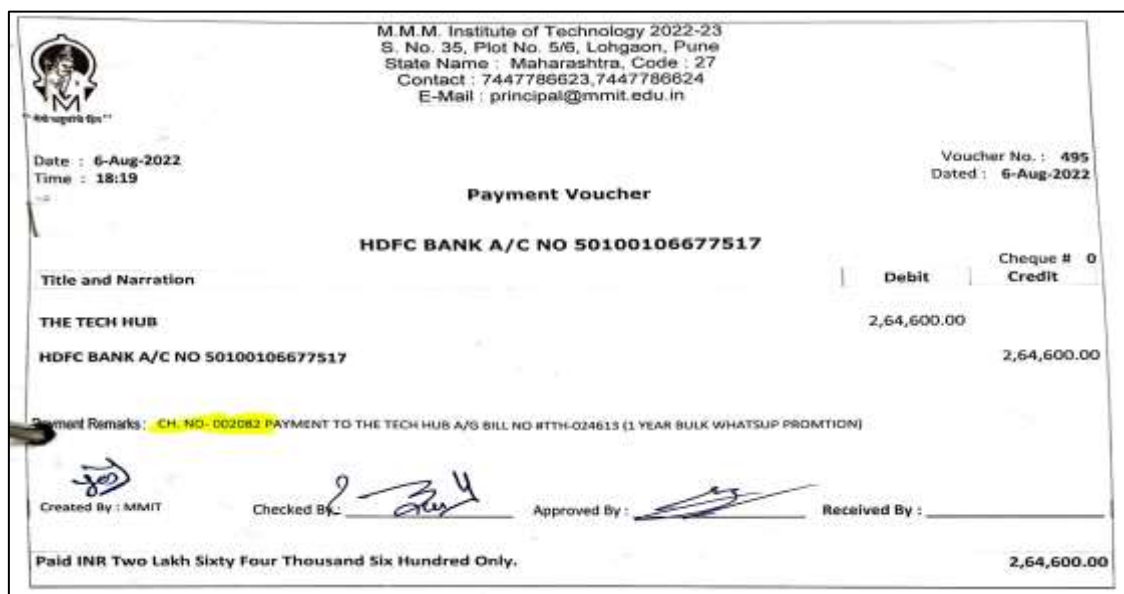 M.M.M. Institute of Technology 2022-23
S. No. 35, Plot No. 5/6, Lohgaon, Pune
State Name : Maharashtra, Code : 27
Contact : 7447786623,7447786624
E-Mail : principal@mmit.edu.in
Date : 6-Aug-2022
Voucher No. : 495
Time : 18:19
Dated : 6-Aug-2022
Payment Voucher
HDFC BANK A/C NO 50100106677517
Cheque # 0
Title and Narration Debit Credit
THE TECH HUB 2,64,600.00
HDFC BANK A/C NO 50100106677517 2,64,600.00
Payment Remarks : CH. NO- 002082 PAYMENT TO THE TECH HUB A/G BILL NO #TTH-024613 (1 YEAR BULK WHATSUP PROMTION)
Created By : MMIT Checked By: Approved By : Received By :
Paid INR Two Lakh Sixty Four Thousand Six Hundred Only. 2,64,600.00